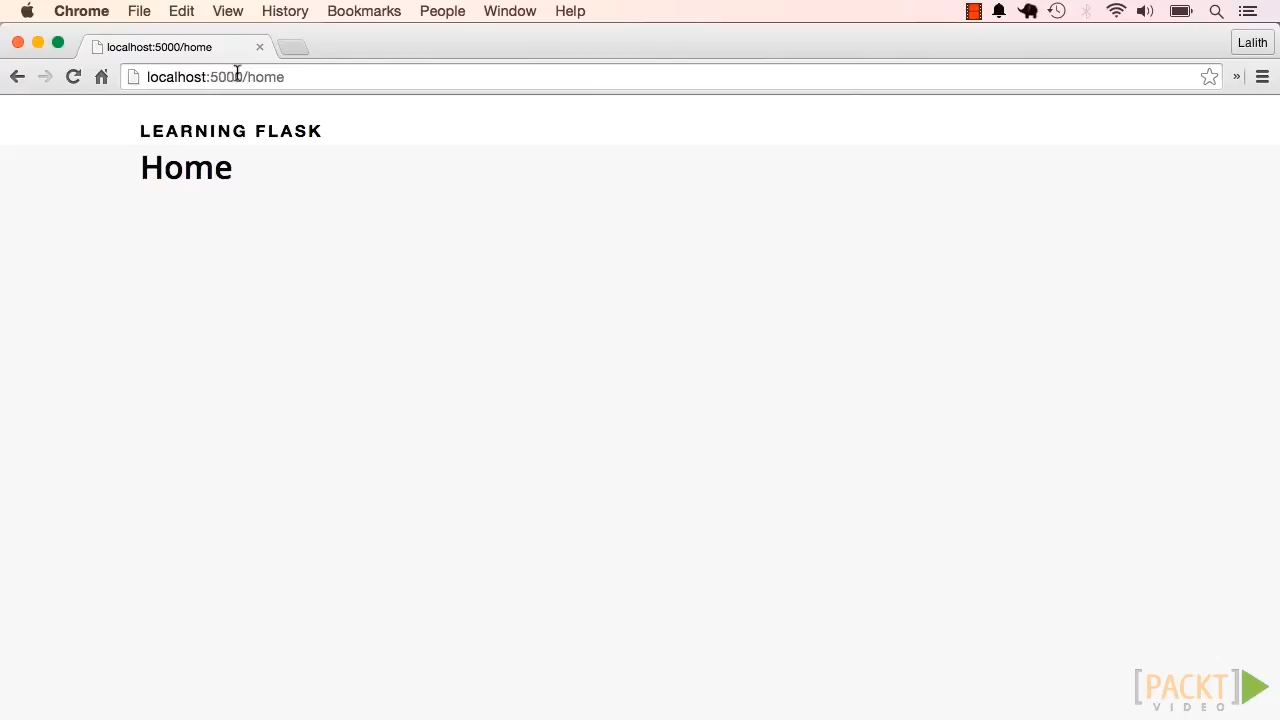 Chrome File Edit View History Bookmarks People Window Help
localhost:5000/home
Lalith
localhost:5000/home
LEARNING FLASK
Home
[PACKT]
VIDEO